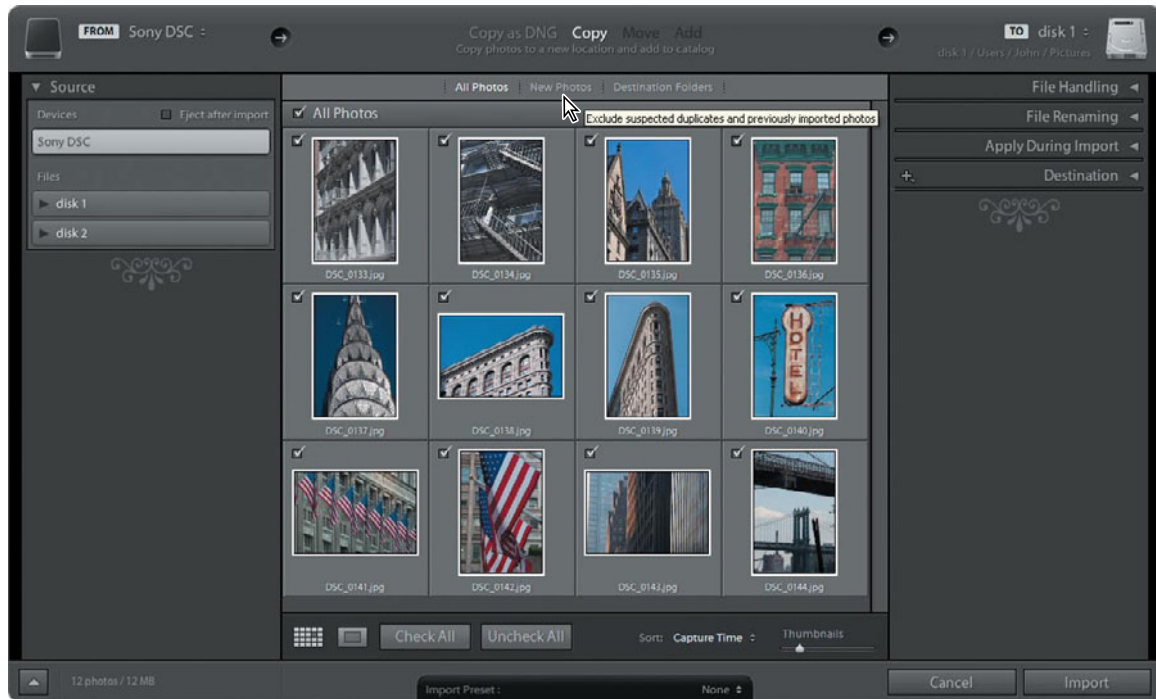 FROM Sony DSC
Copy as DNG Copy Move Add
Copy photos to a new location and add to catalog
TO disk 1
disk 1 / Users / John / Pictures
Source
Devices Eject after import
Sony DSC
Files
disk 1
disk 2
All Photos New Photos Destination Folders
All Photos
Exclude suspected duplicates and previously imported photos
DSC_0133.jpg DSC_0134.jpg DSC_0135.jpg DSC_0136.jpg
DSC_0137.jpg DSC_0138.jpg DSC_0139.jpg DSC_0140.jpg
HOTEL
DSC_0141.jpg DSC_0142.jpg DSC_0143.jpg DSC_0144.jpg
File Handling
File Renaming
Apply During Import
Destination
Check All Uncheck All Sort: Capture Time Thumbnails
12 photos / 12 MB
Import Preset : None
Cancel Import